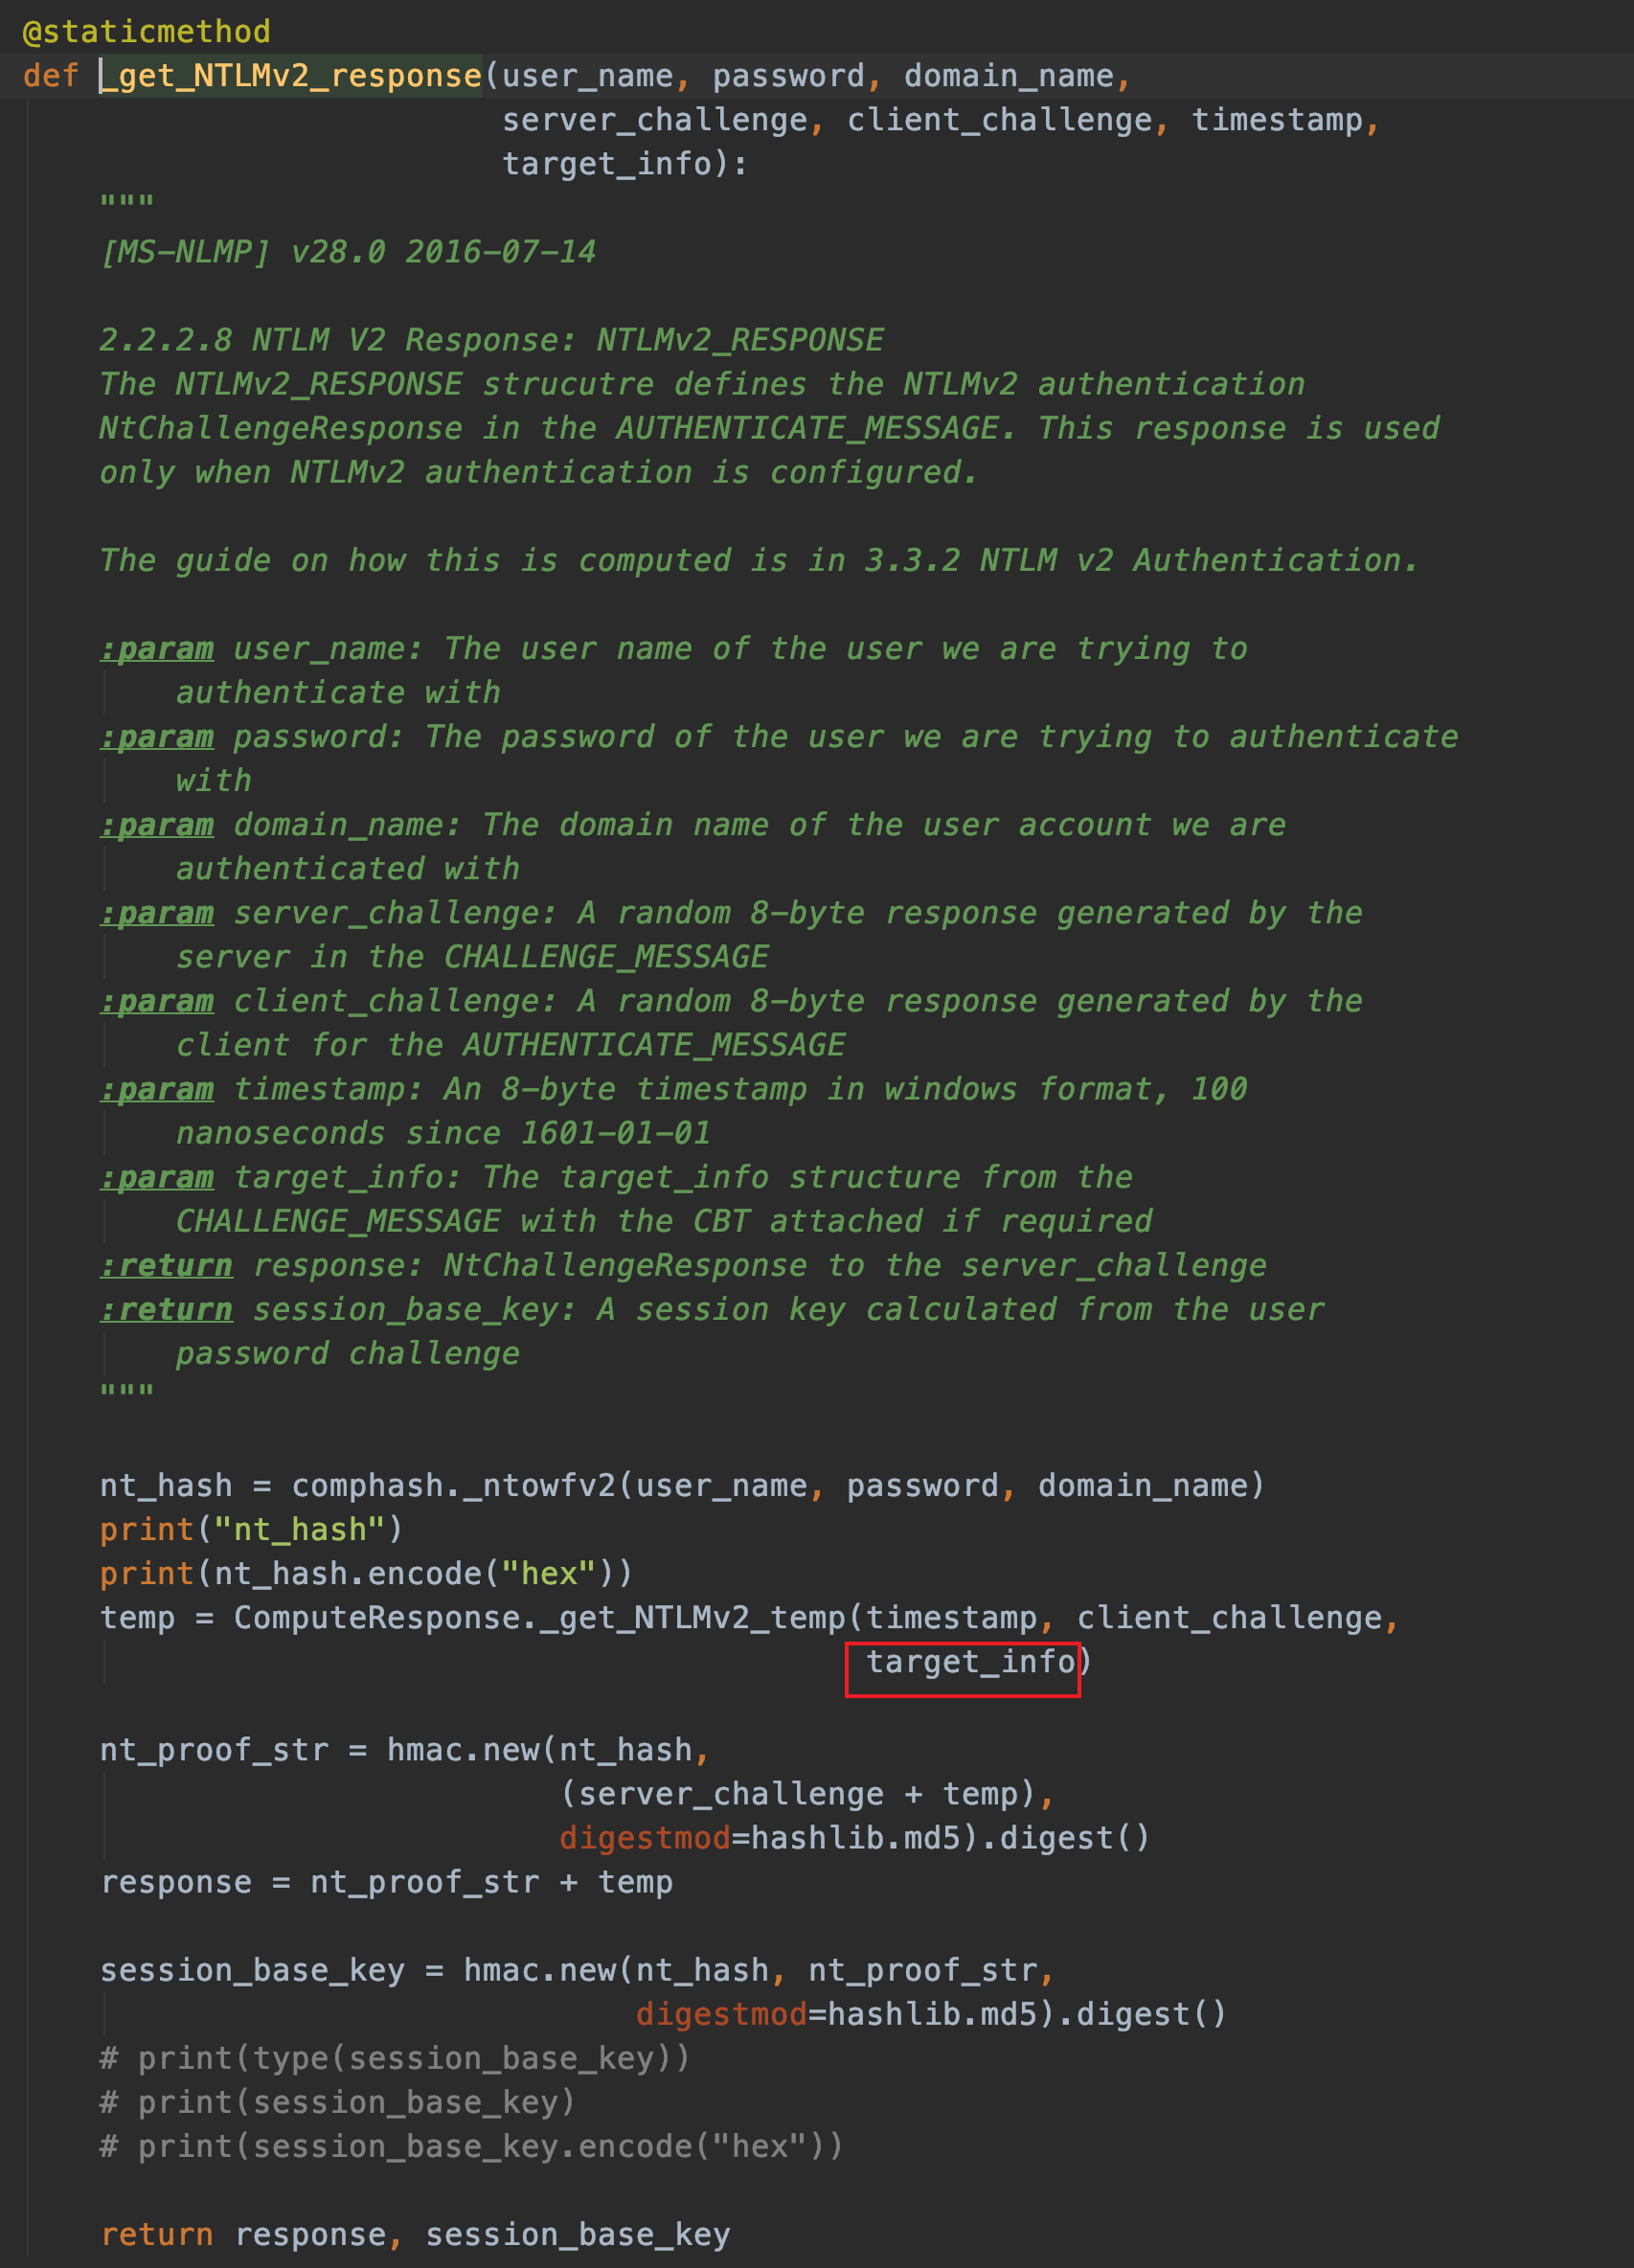 @staticmethod
def _get_NTLMv2_response(user_name, password, domain_name,
server_challenge, client_challenge, timestamp,
target_info):
"""
[MS-NLMP] v28.0 2016-07-14
2.2.2.8 NTLM V2 Response: NTLMv2_RESPONSE
The NTLMv2_RESPONSE strucutre defines the NTLMv2 authentication
NtChallengeResponse in the AUTHENTICATE_MESSAGE. This response is used
only when NTLMv2 authentication is configured.
The guide on how this is computed is in 3.3.2 NTLM v2 Authentication.
:param user_name: The user name of the user we are trying to
authenticate with
:param password: The password of the user we are trying to authenticate
with
:param domain_name: The domain name of the user account we are
authenticated with
:param server_challenge: A random 8-byte response generated by the
server in the CHALLENGE_MESSAGE
:param client_challenge: A random 8-byte response generated by the
client for the AUTHENTICATE_MESSAGE
:param timestamp: An 8-byte timestamp in windows format, 100
nanoseconds since 1601-01-01
:param target_info: The target_info structure from the
CHALLENGE_MESSAGE with the CBT attached if required
:return response: NtChallengeResponse to the server_challenge
:return session_base_key: A session key calculated from the user
password challenge
"""
nt_hash = comphash._ntowfv2(user_name, password, domain_name)
print("nt_hash")
print(nt_hash.encode("hex"))
temp = ComputeResponse._get_NTLMv2_temp(timestamp, client_challenge,
target_info)
nt_proof_str = hmac.new(nt_hash,
(server_challenge + temp),
digestmod=hashlib.md5).digest()
response = nt_proof_str + temp
session_base_key = hmac.new(nt_hash, nt_proof_str,
digestmod=hashlib.md5).digest()
# print(type(session_base_key))
# print(session_base_key)
# print(session_base_key.encode("hex"))
return response, session_base_key